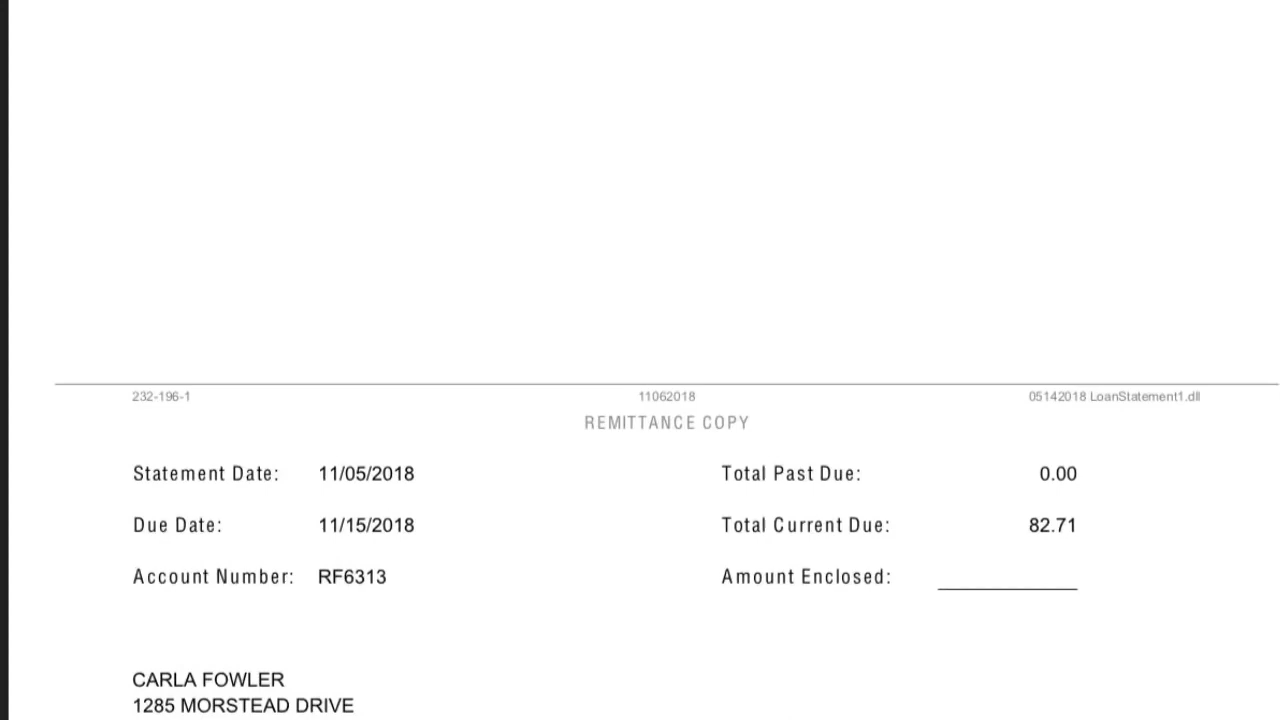 232-196-1 11062018 05142018 LoanStatement1.dll
REMITTANCE COPY
Statement Date: 11/05/2018 Total Past Due: 0.00
Due Date: 11/15/2018 Total Current Due: 82.71
Account Number: RF6313 Amount Enclosed:
CARLA FOWLER
1285 MORSTEAD DRIVE